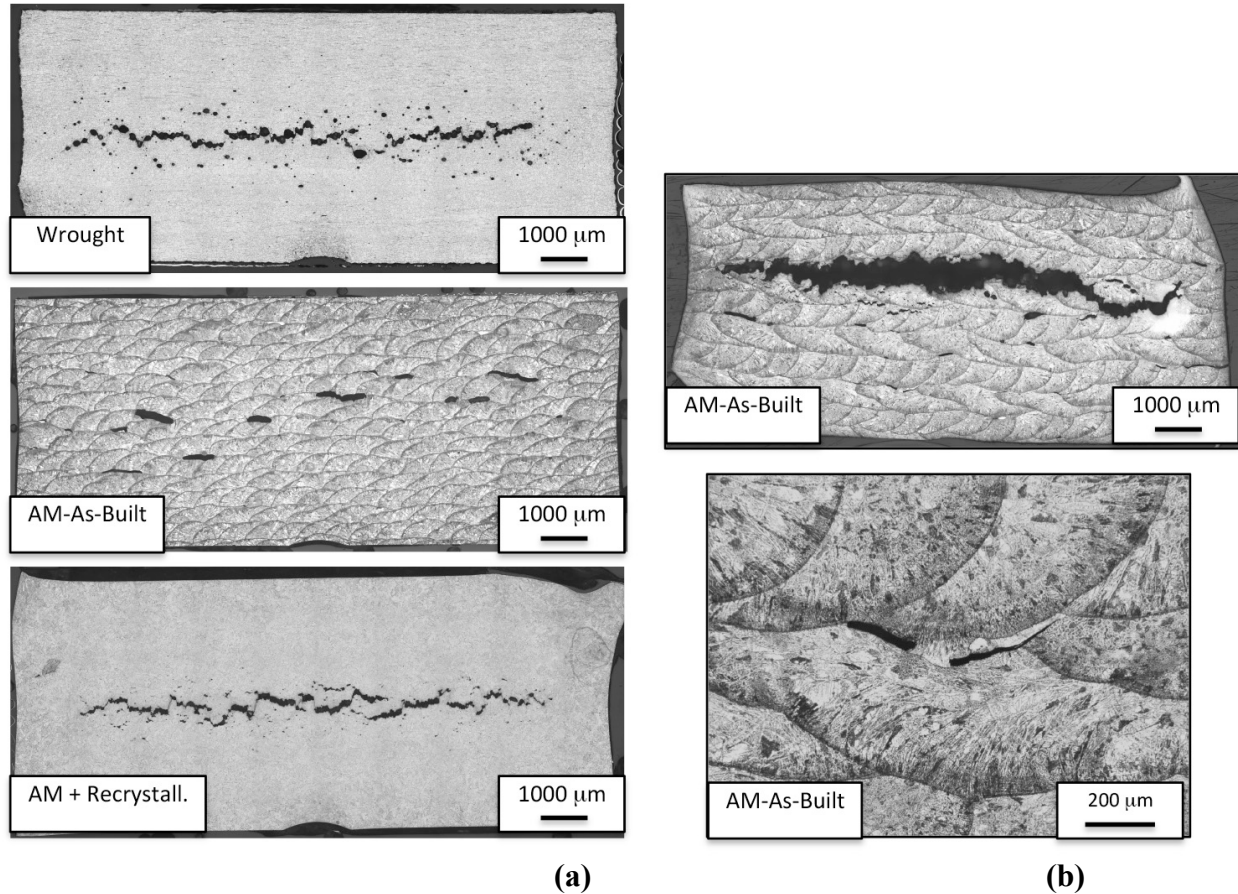 Wrought
1000 μm
AM-As-Built
1000 μm
AM + Recrystall.
1000 μm
(a)
AM-As-Built
1000 μm
AM-As-Built
200 μm
(b)